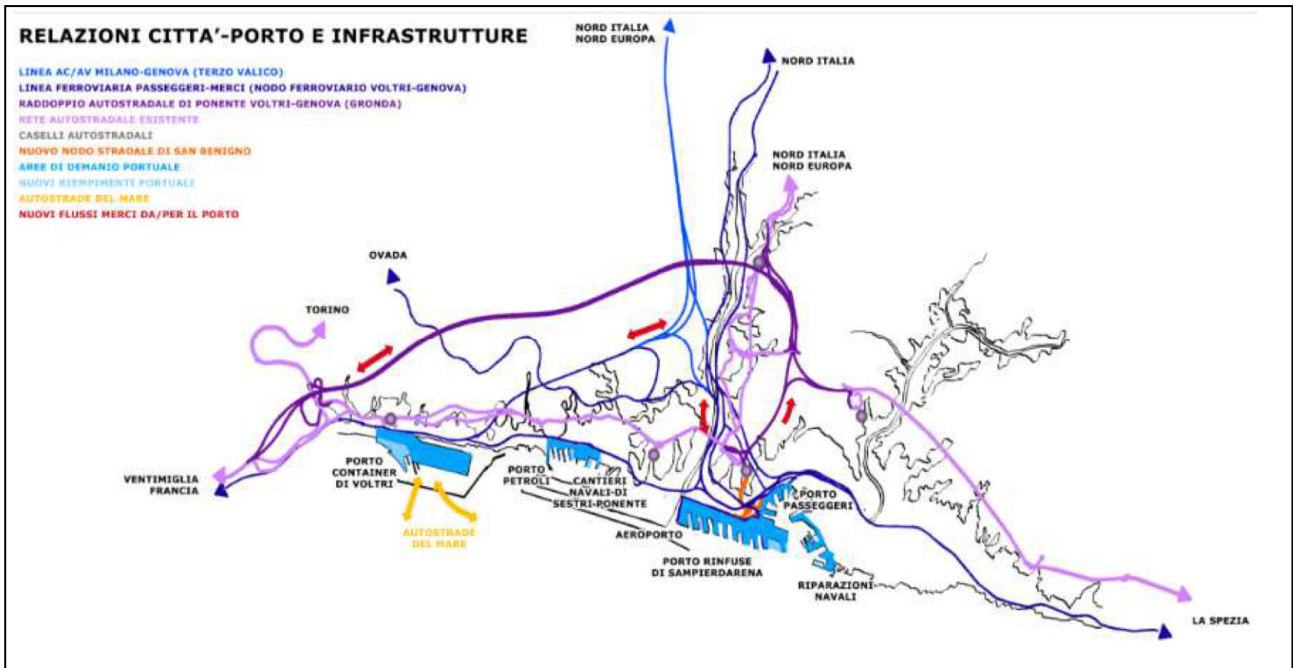 RELAZIONI CITTA'-PORTO E INFRASTRUTTURE
LINEA AC/AV MILANO-GENOVA (TERZO VALICO)
LINEA FERROVIARIA PASSEGGERI-MERCI (NODO FERROVIARIO VOLTRI-GENOVA)
RADDOPPIO AUTOSTRADALE DI PONENTE VOLTRI-GENOVA (GRONDA)
RETE AUTOSTRADALE ESISTENTE
CASELLI AUTOSTRADALI
NUOVO NODO STRADALE DI SAN BENIGNO
AREE DI DEMANIO PORTUALE
NUOVI RIEMPIMENTI PORTUALI
AUTOSTRADE DEL MARE
NUOVI FLUSSI MERCI DA/PER IL PORTO
NORD ITALIA
NORD EUROPA
NORD ITALIA
NORD ITALIA
NORD EUROPA
OVADA
TORINO
VENTIMIGLIA
FRANCIA
PORTO
CONTAINER
DI VOLTRI
PORTO
PETROLI
CANTIERI
NAVALI-DI
SESTRI-PONENTE
AUTOSTRADE
DEL MARE
AEROPORTO
PORTO
PASSEGGERI
PORTO RINFUSE
DI SAMPIERDARENA
RIPARAZIONI
NAVALI
LA SPEZIA